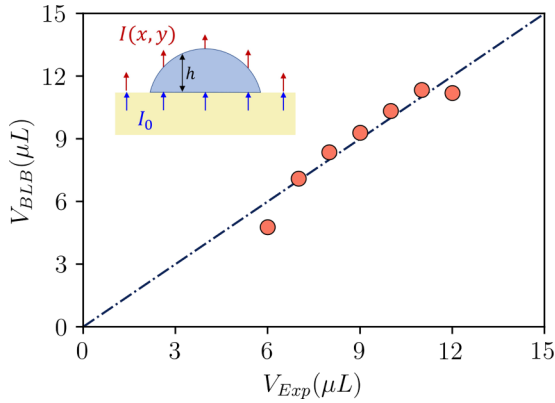 15
12
9
6
3
0
V_{BLB}(μL)
I(x, y)
h
I_0
0
3
6
9
12
15
V_{Exp}(μL)